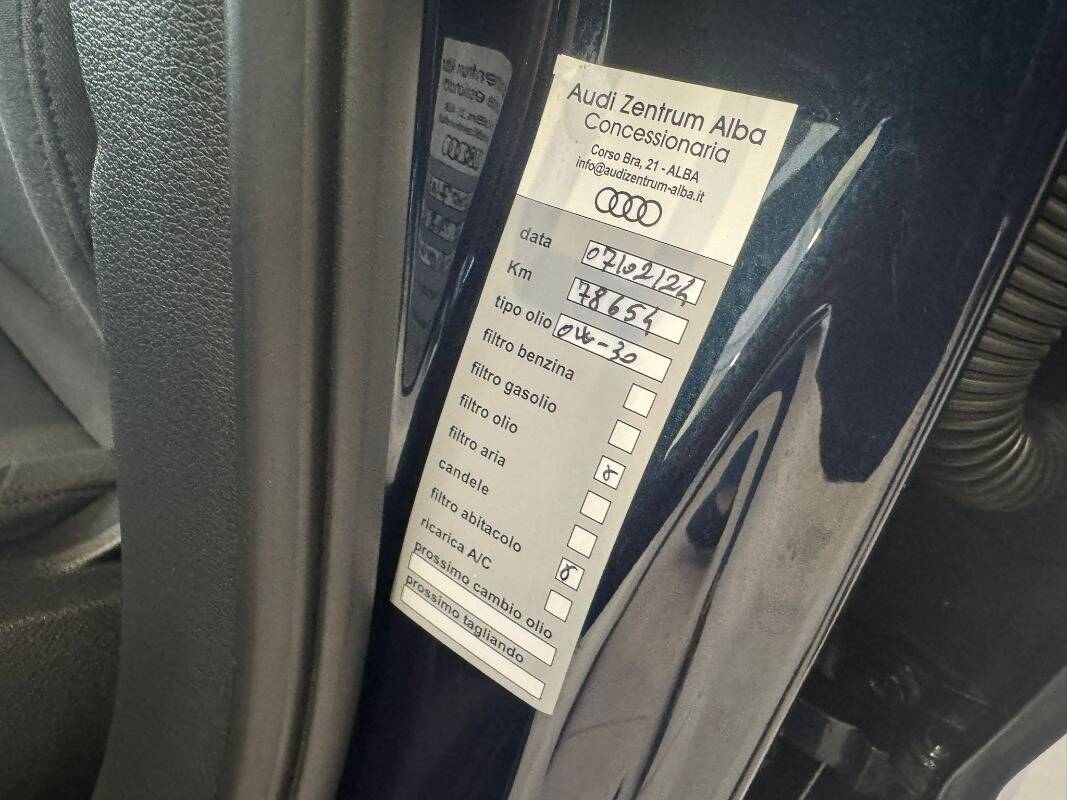 Audi Zentrum Alba
Concessionaria
Corso Bra, 21 - ALBA
info@audizentrum-alba.it
data 07/02/24
Km 78654
tipo olio 0W-30
filtro benzina
filtro gasolio
filtro olio
filtro aria
candele
filtro abitacolo
ricarica A/C
prossimo cambio olio
prossimo tagliando